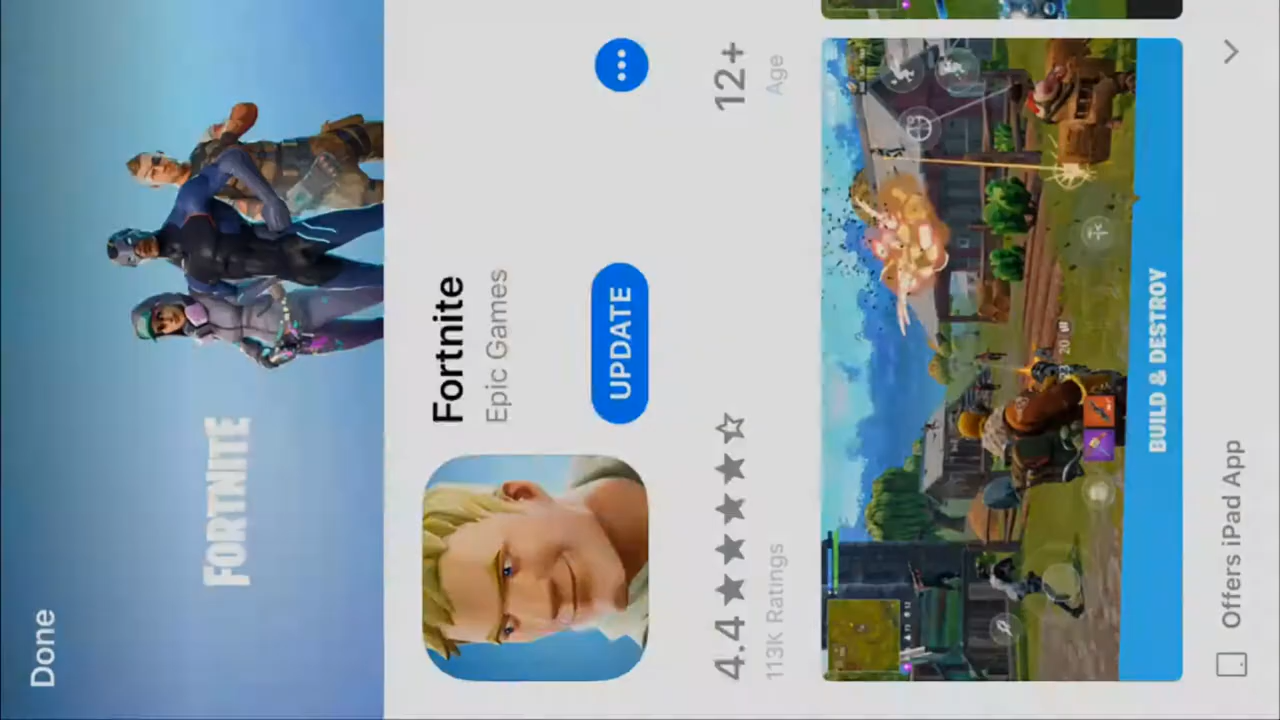 Done
FORTNITE
Fortnite
Epic Games
UPDATE
4.4
12+
113K Ratings
Age
BUILD & DESTROY
Offers iPad App